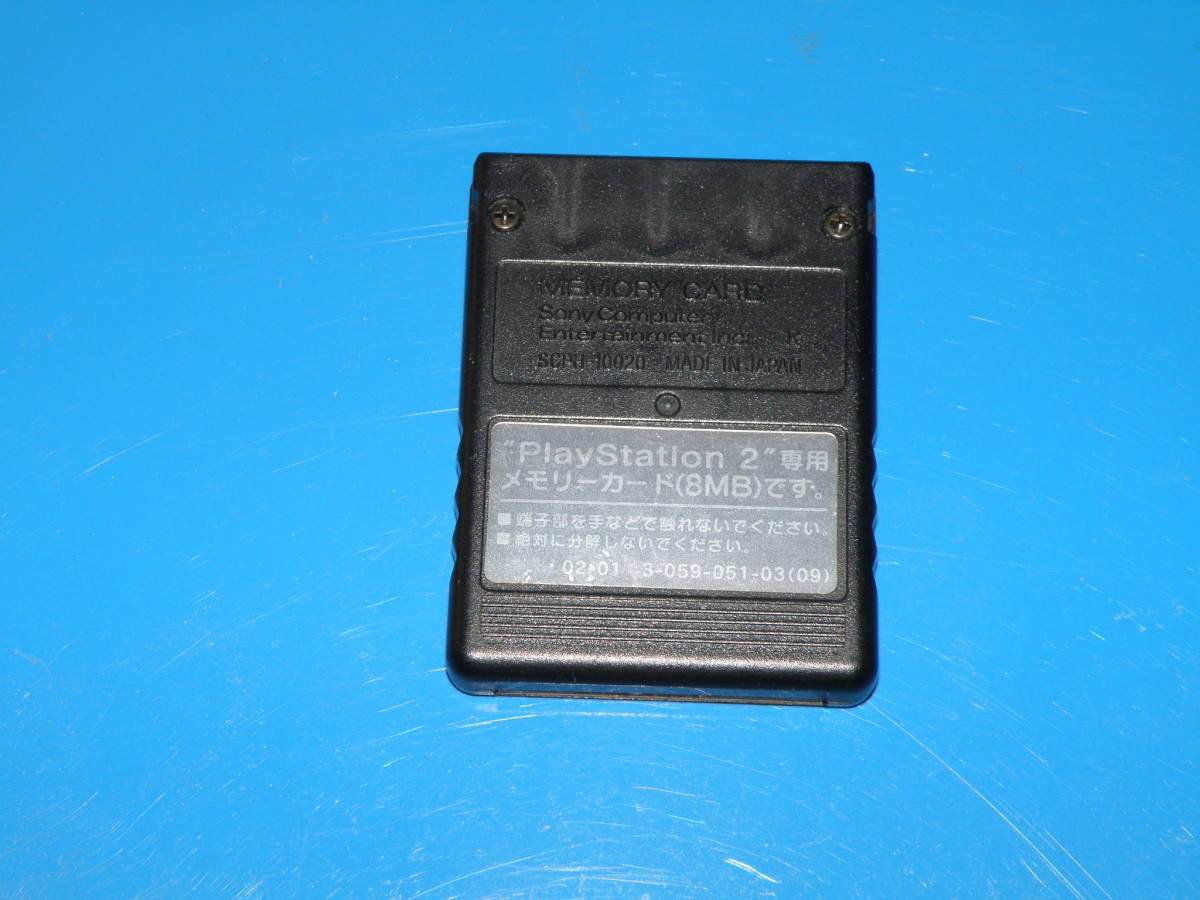 MEMORY CARD
Sony Computer
Entertainment Inc. K
SCPH-10020 MADE IN JAPAN
“PlayStation 2”専用
メモリーカード(8MB)です。
■端子部を手などで触れないでください。
■絶対に分解しないでください。
02-01 3-059-051-03(09)